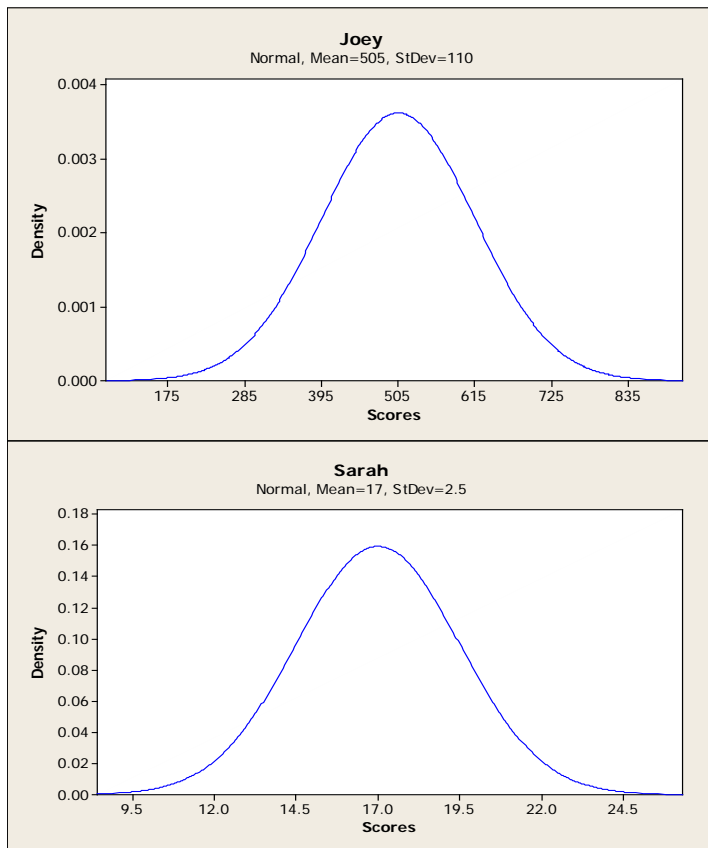 Joey
Normal, Mean=505, StDev=110
0.004
0.003
0.002
0.001
0.000
Density
175 285 395 505 615 725 835
Scores
Sarah
Normal, Mean=17, StDev=2.5
0.18
0.16
0.14
0.12
0.10
0.08
0.06
0.04
0.02
0.00
Density
9.5 12.0 14.5 17.0 19.5 22.0 24.5
Scores